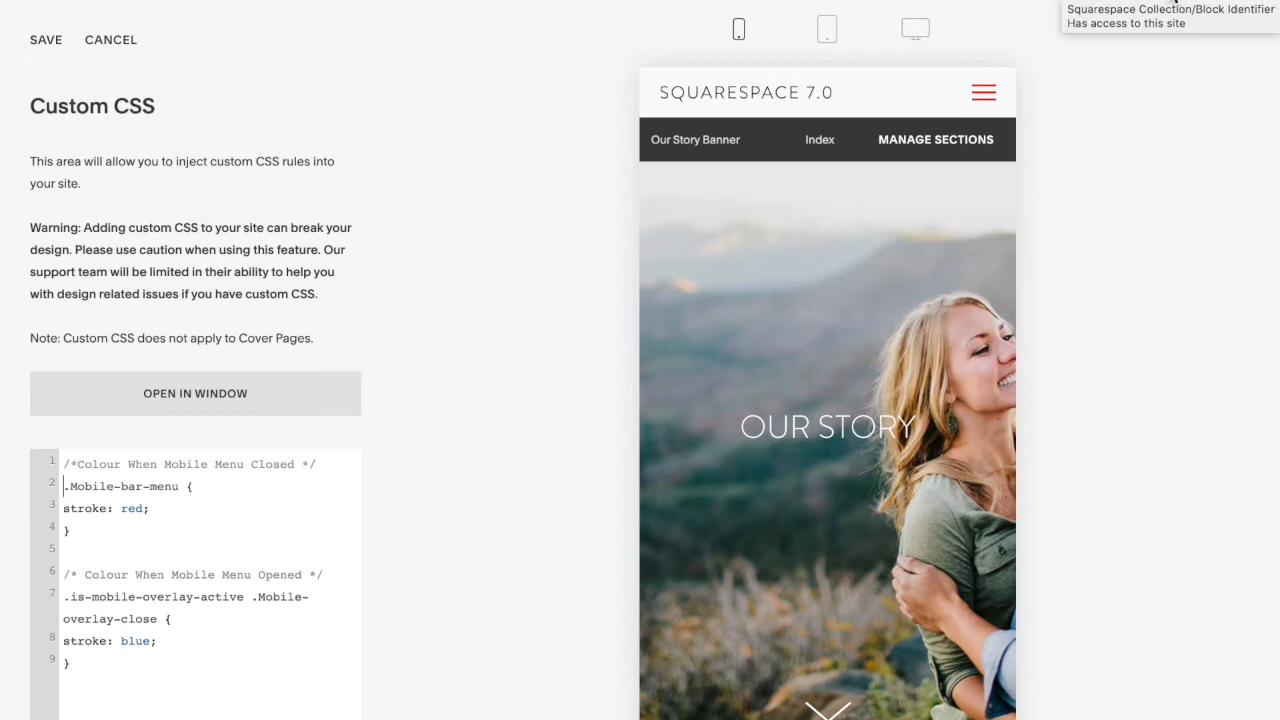 Squarespace Collection/Block Identifier
Has access to this site
SAVE CANCEL
Custom CSS
This area will allow you to inject custom CSS rules into
your site.
Warning: Adding custom CSS to your site can break your
design. Please use caution when using this feature. Our
support team will be limited in their ability to help you
with design related issues if you have custom CSS.
Note: Custom CSS does not apply to Cover Pages.
OPEN IN WINDOW
1 /*Colour When Mobile Menu Closed */
2 .Mobile-bar-menu {
3 stroke: red;
4 }
5
6 /* Colour When Mobile Menu Opened */
7 .is-mobile-overlay-active .Mobile-
overlay-close {
8 stroke: blue;
9 }
SQUARESPACE 7.0
Our Story Banner Index MANAGE SECTIONS
OUR STORY